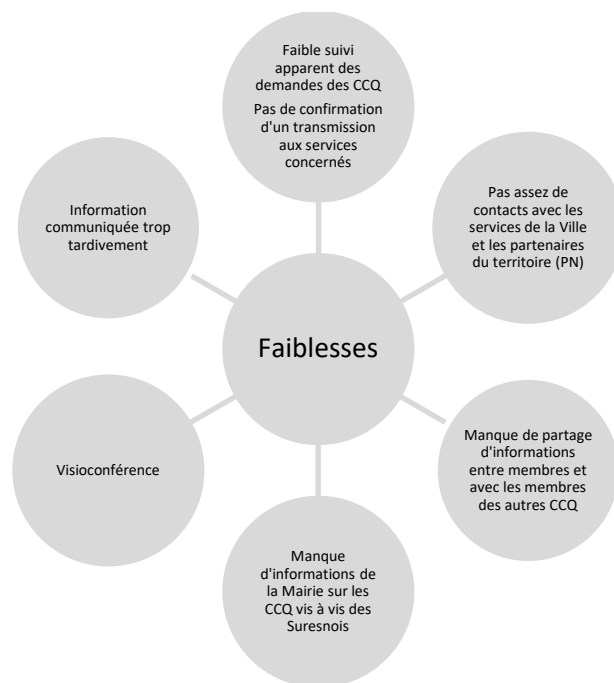 Faible suivi
apparent des
demandes des CCQ
Pas de confirmation
d'un transmission
aux services
concernés
Pas assez de
contacts avec les
services de la Ville
et les partenaires
du territoire (PN)
Manque de partage
d'informations
entre membres et
avec les membres
des autres CCQ
Manque
d'informations de
la Mairie sur les
CCQ vis à vis des
Suresnois
Visioconférence
Information
communiquée trop
tardivement
Faiblesses